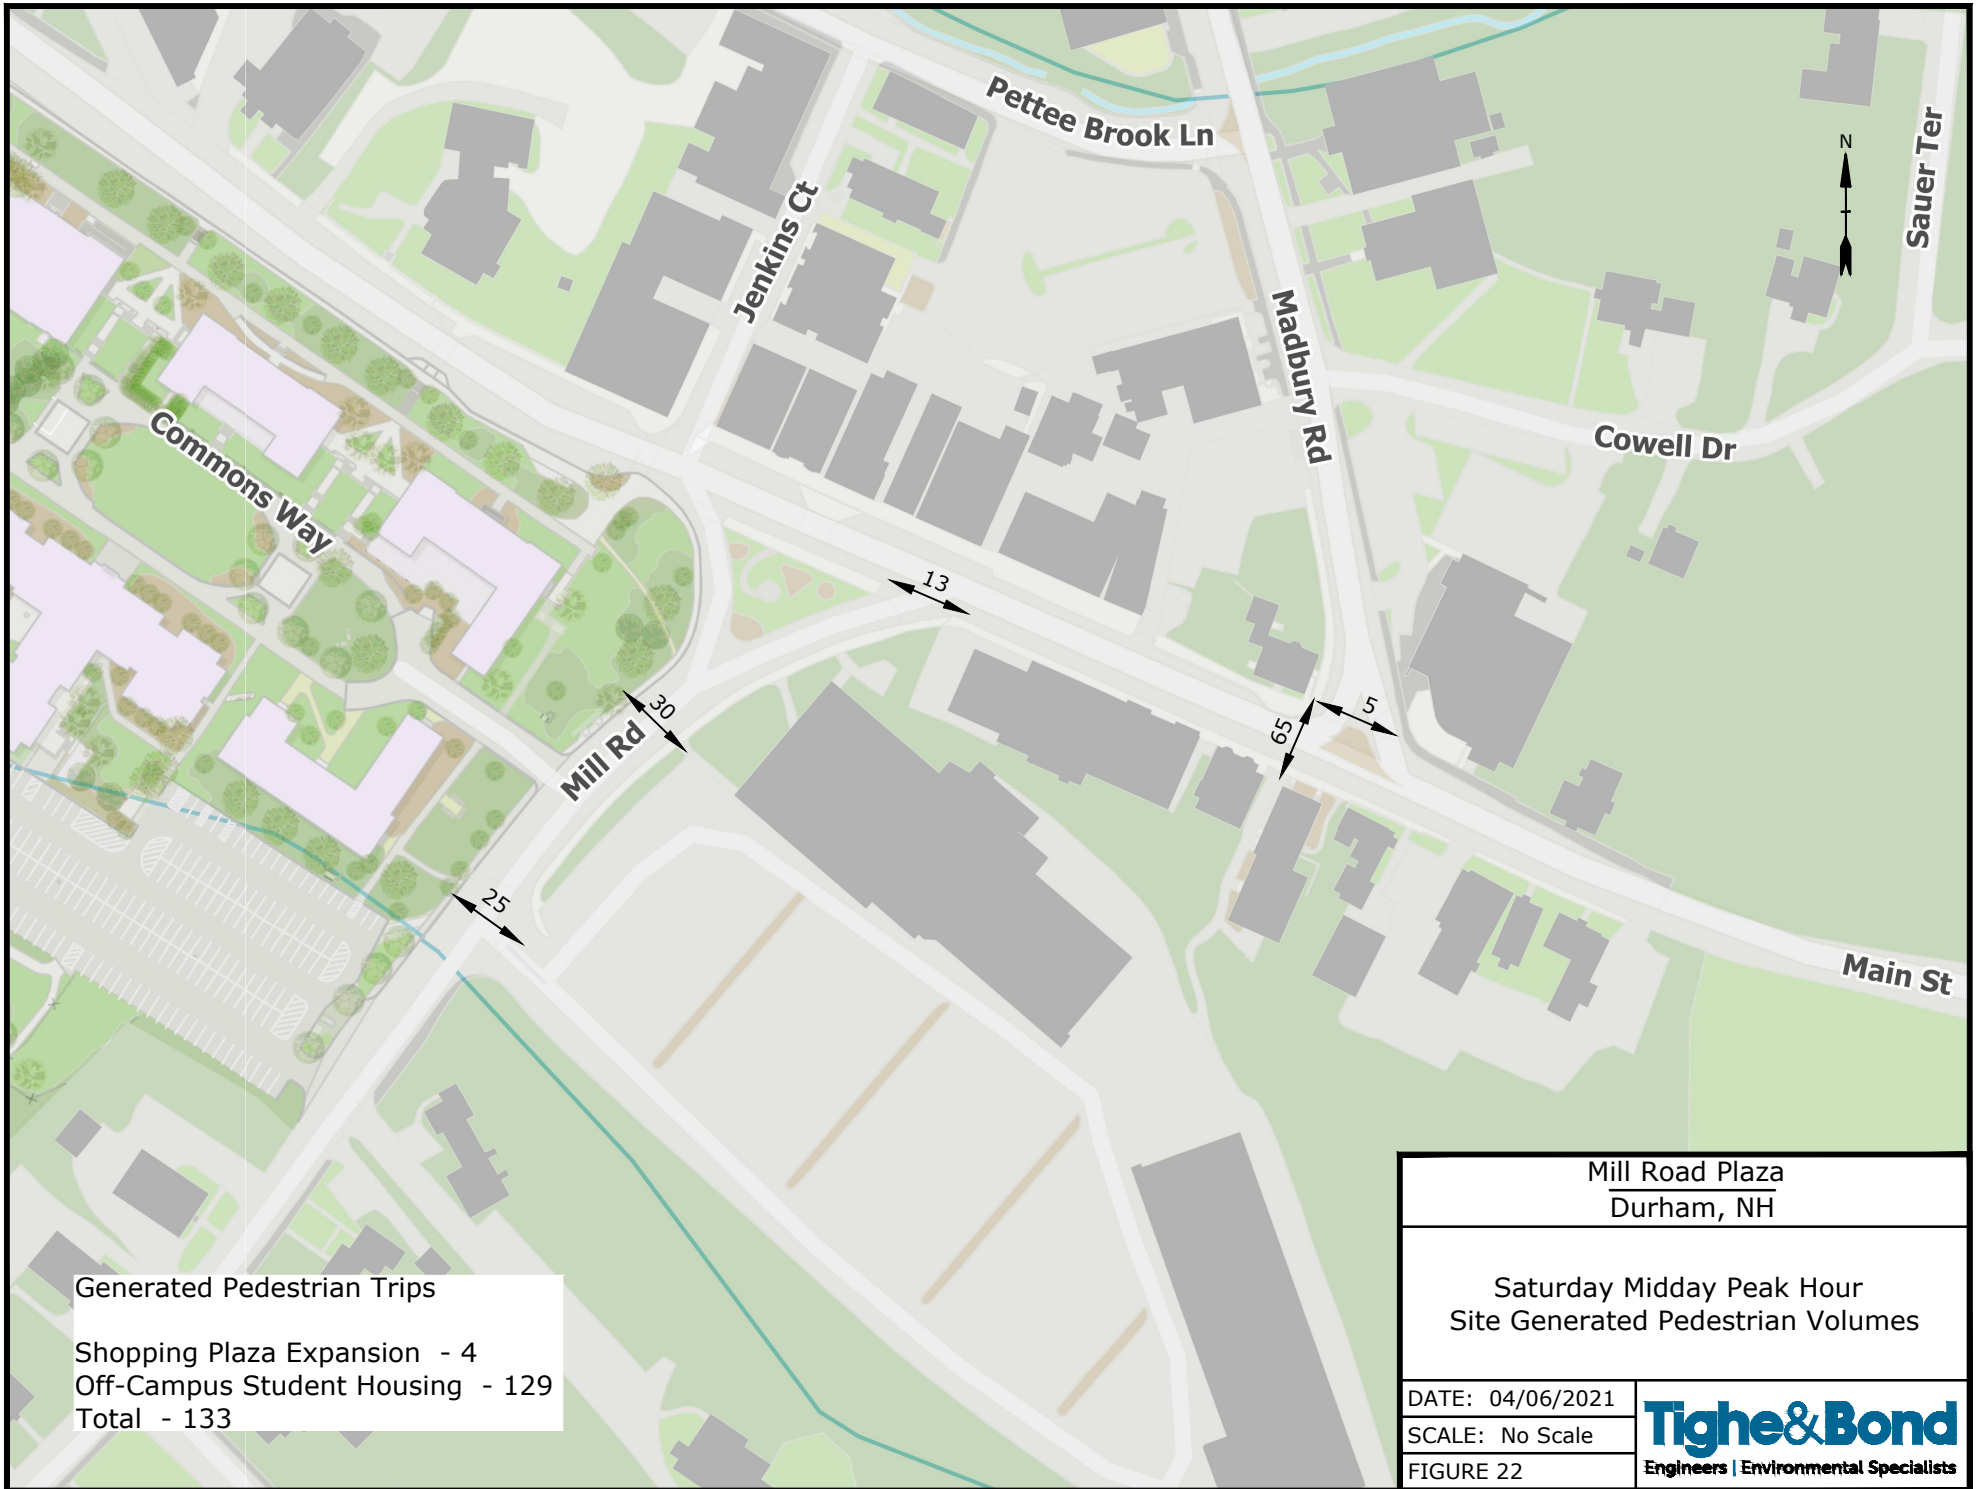 Pettee Brook Ln
N
Sauer Ter
Jenkins Ct
Madbury Rd
Commons Way
Cowell Dr
13
30
Mill Rd
65
5
25
Main St
Generated Pedestrian Trips
Shopping Plaza Expansion - 4
Off-Campus Student Housing - 129
Total - 133
Mill Road Plaza
Durham, NH
Saturday Midday Peak Hour
Site Generated Pedestrian Volumes
DATE: 04/06/2021
SCALE: No Scale
FIGURE 22
Tighe&Bond
Engineers | Environmental Specialists